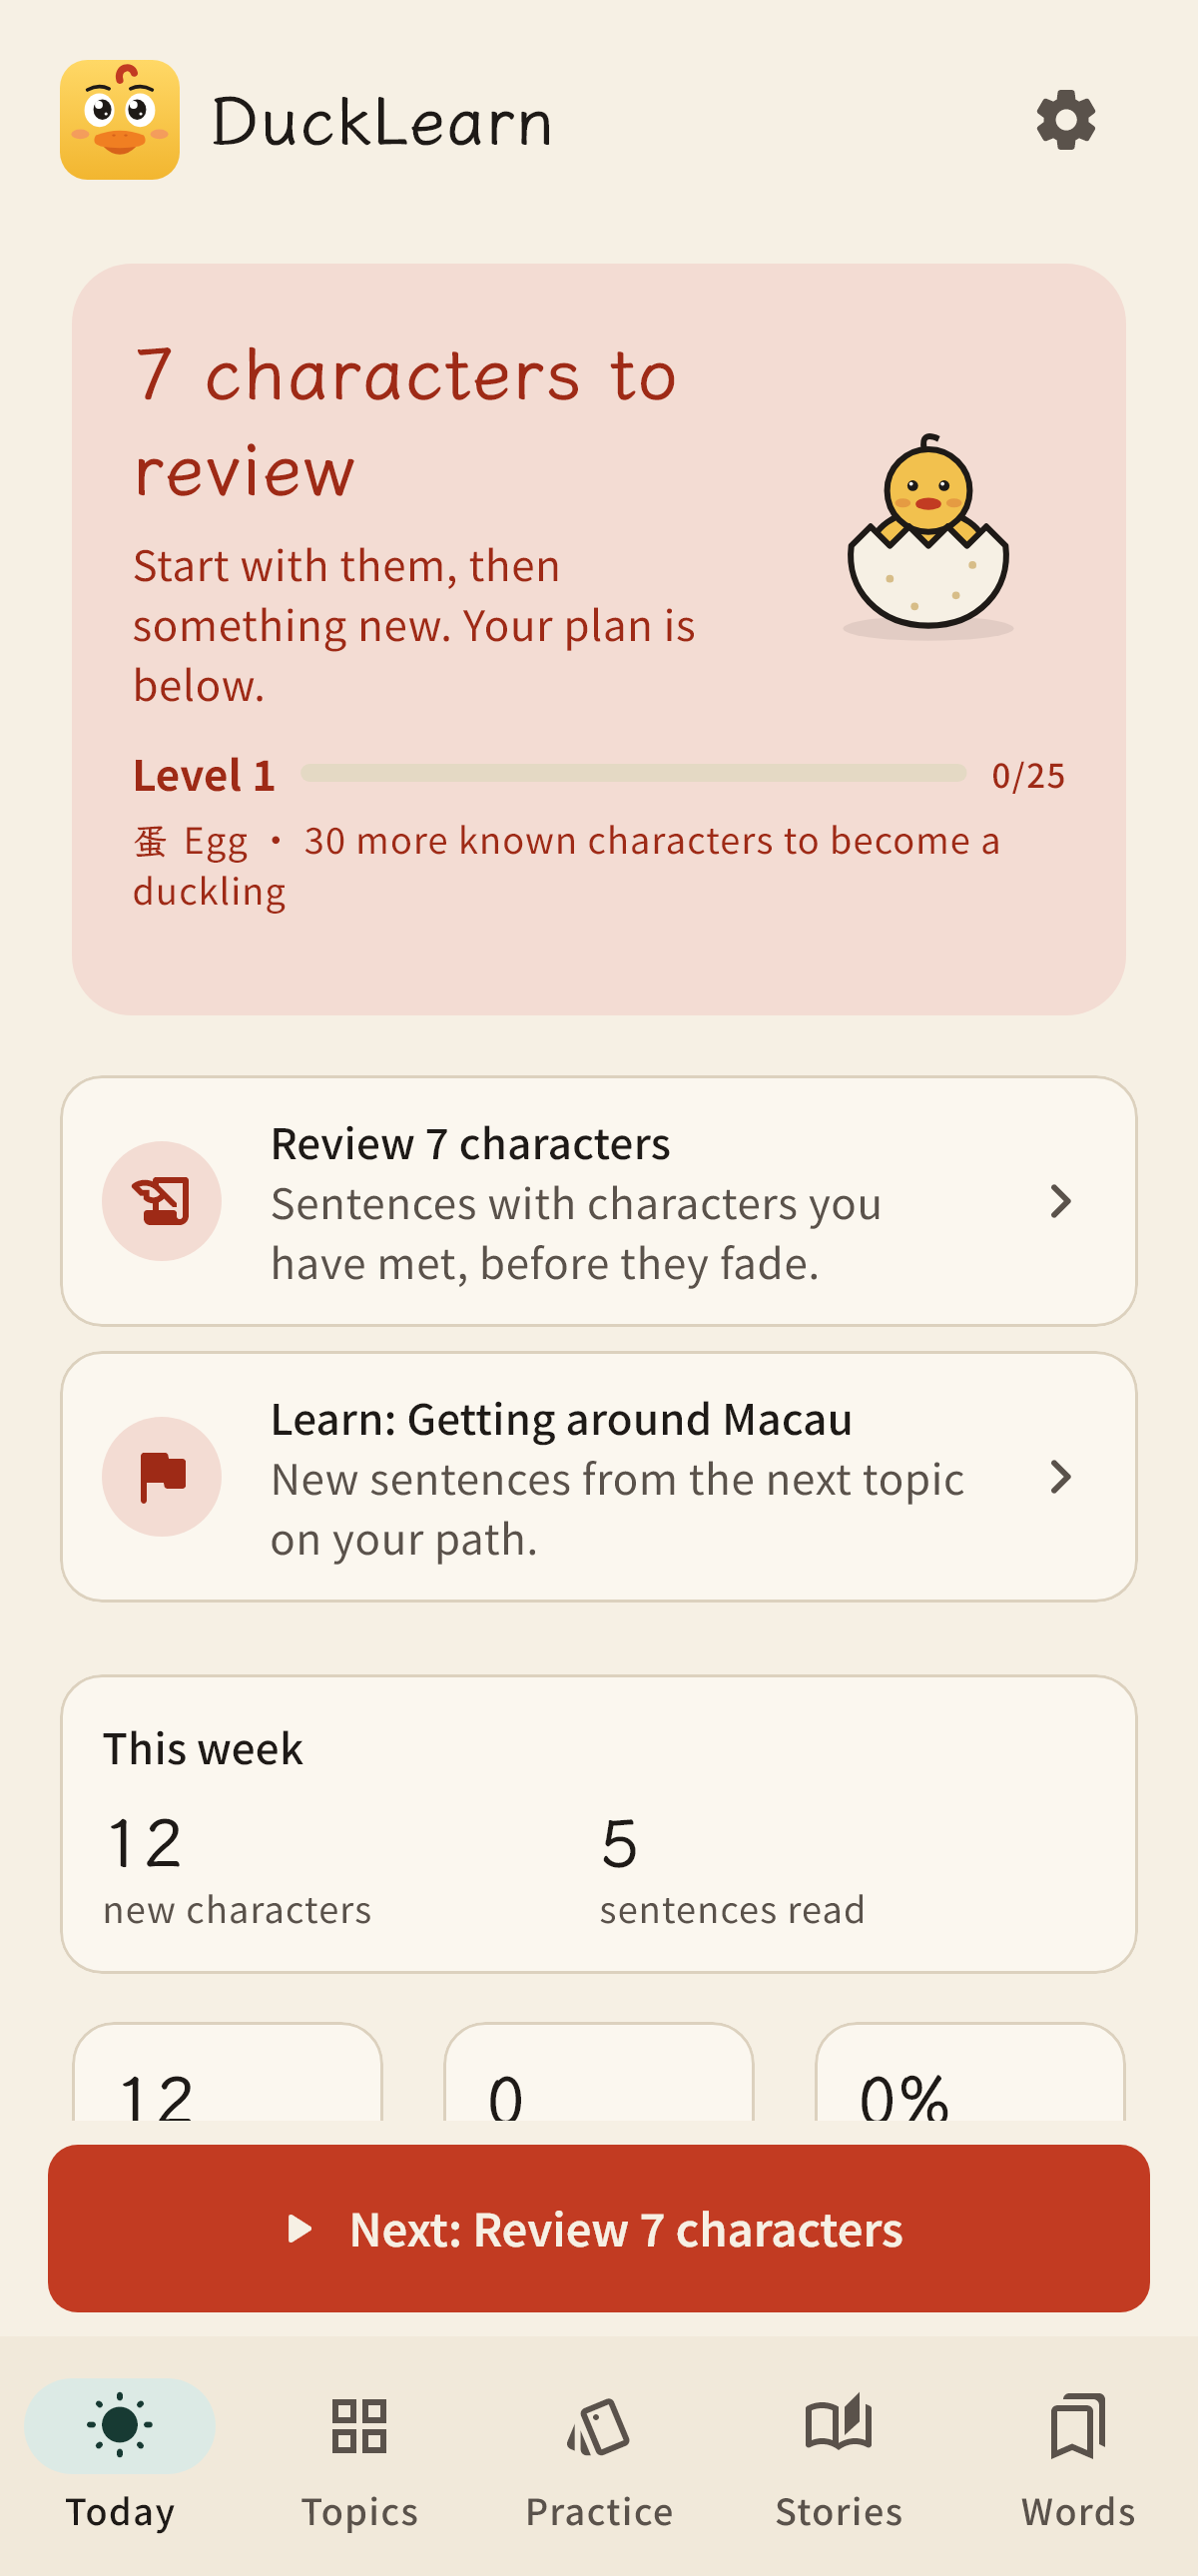 DuckLearn
7 characters to
review
Start with them, then
something new. Your plan is
below.
Level 1
0/25
蛋 Egg · 30 more known characters to become a
duckling
Review 7 characters
Sentences with characters you
have met, before they fade.
Learn: Getting around Macau
New sentences from the next topic
on your path.
This week
12
5
new characters
sentences read
12
0
0%
Next: Review 7 characters
Today
Topics
Practice
Stories
Words